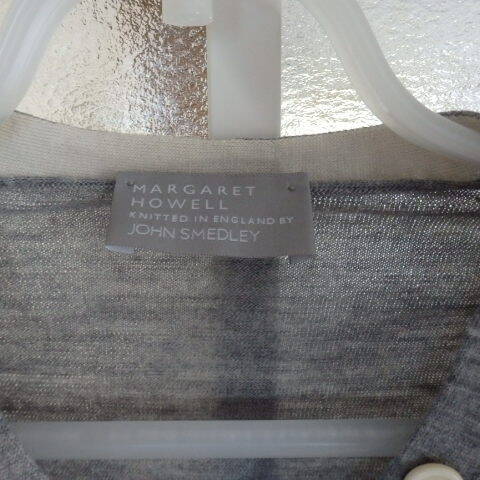 MARGARET
HOWELL
KNITTED IN ENGLAND BY
JOHN SMEDLEY